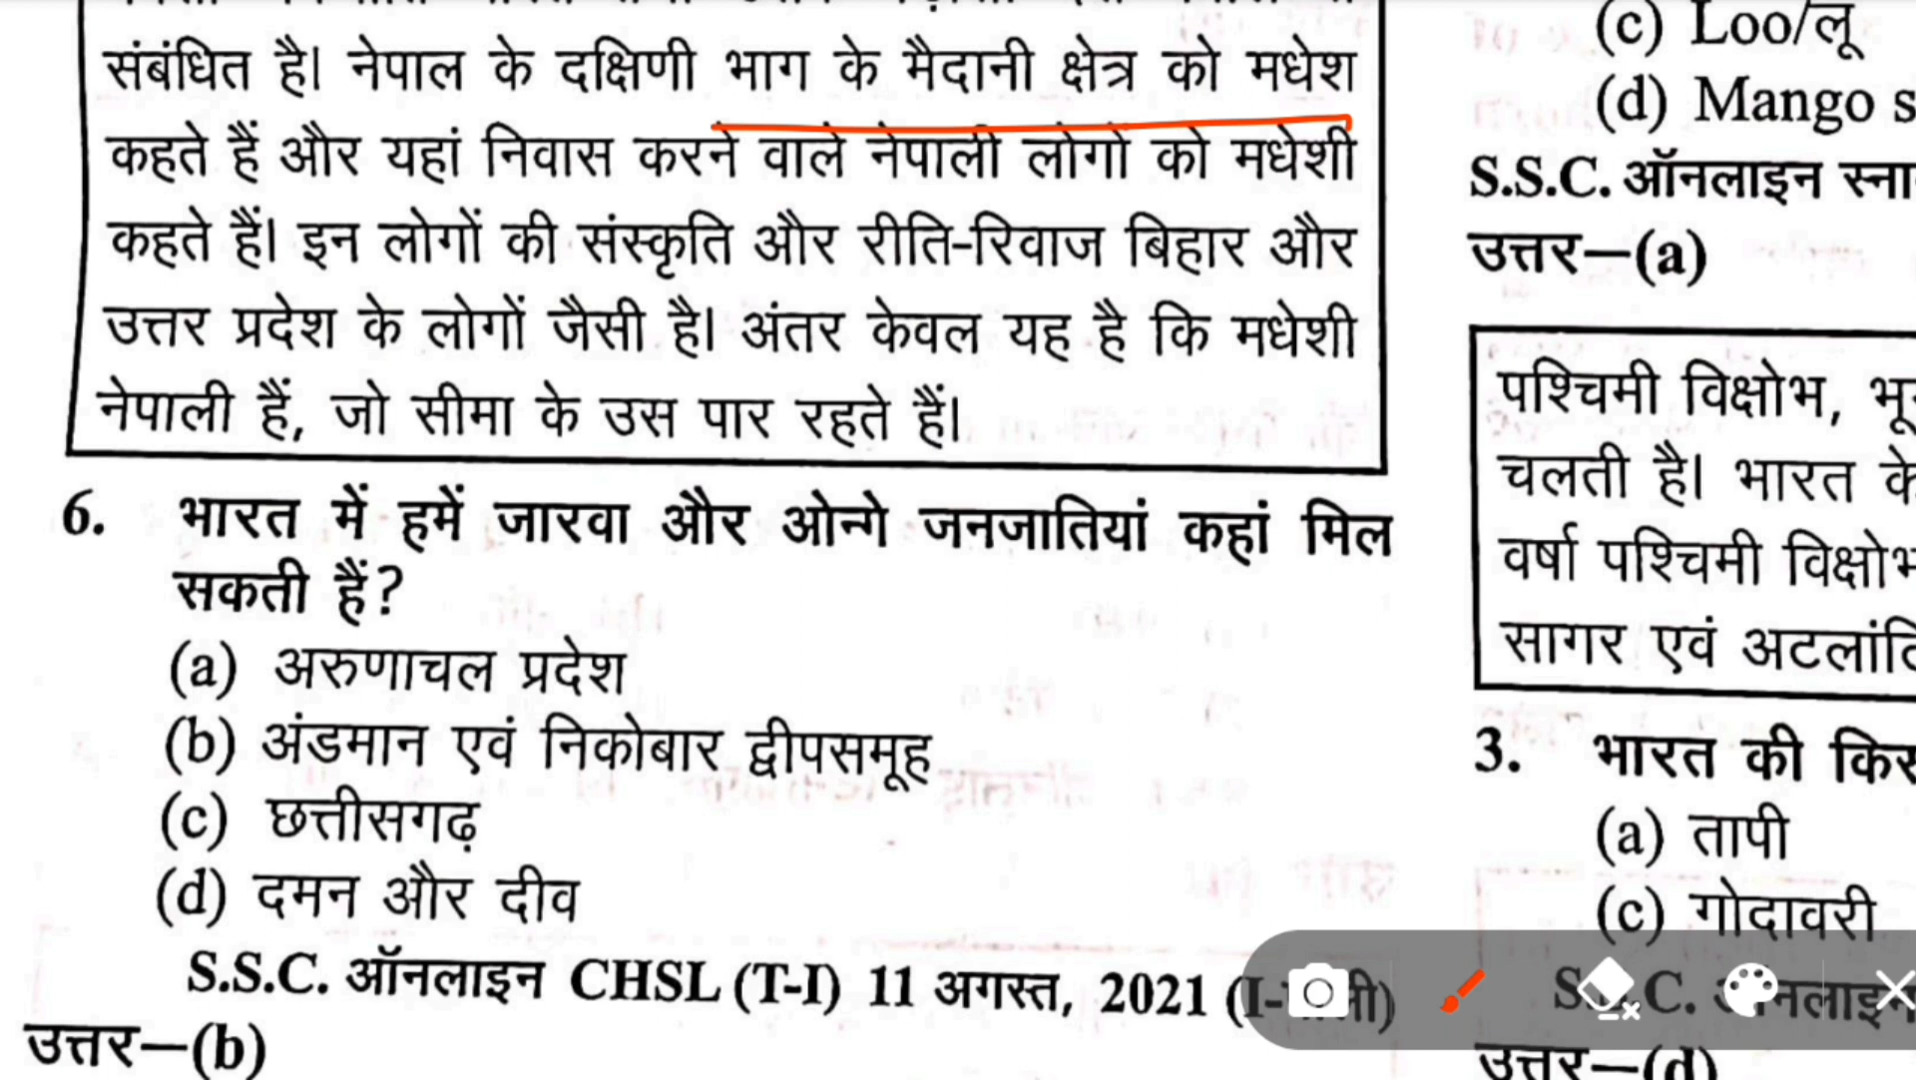 संबंधित है। नेपाल के दक्षिणी भाग के मैदानी क्षेत्र को मधेश
कहते हैं और यहां निवास करने वाले नेपाली लोगों को मधेशी
कहते हैं। इन लोगों की संस्कृति और रीति-रिवाज बिहार और
उत्तर प्रदेश के लोगों जैसी है। अंतर केवल यह है कि मधेशी
नेपाली हैं, जो सीमा के उस पार रहते हैं।
6. भारत में हमें जारवा और ओन्गे जनजातियां कहां मिल
सकती हैं?
(a) अरुणाचल प्रदेश
(b) अंडमान एवं निकोबार द्वीपसमूह
(c) छत्तीसगढ़
(d) दमन और दीव
S.S.C. ऑनलाइन CHSL (T-I) 11 अगस्त, 2021
उत्तर—(b)
(c) Loo/लू
(d) Mango
S.S.C. ऑनलाइन
उत्तर—(a)
पश्चिमी विक्षोभ,
चलती है। भारत के
वर्षा पश्चिमी
सागर एवं
3. भारत की
(a) तापी
(c) गोदावरी
उत्तर—(d)